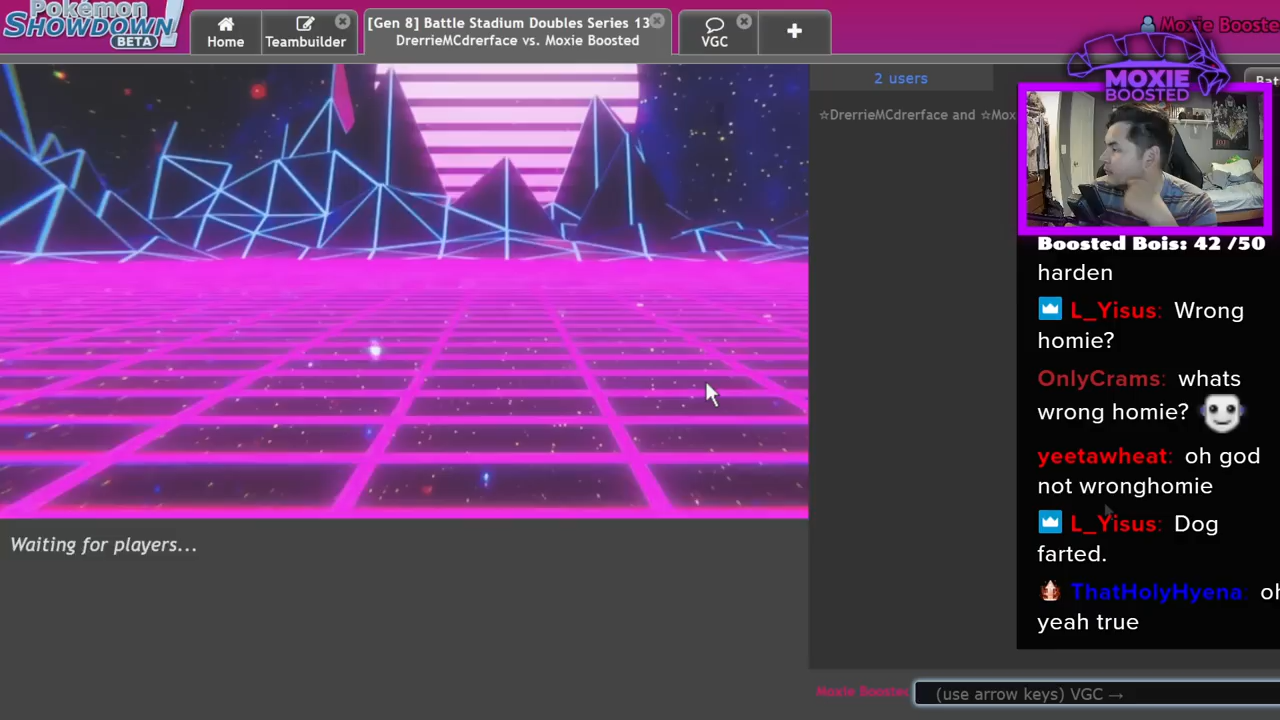 Pokémon
SHOWDOWN!
BETA
Home
Teambuilder
[Gen 8] Battle Stadium Doubles Series 13
DrerrieMCdrerface vs. Moxie Boosted
VGC
Moxie Booste
2 users
Bat
☆DrerrieMCdrerface and ☆Mox
MOXIE
BOOSTED
Boosted Bois: 42 /50
harden
L_Yisus: Wrong
homie?
OnlyCrams: whats
wrong homie?
yeetawheat: oh god
not wronghomie
L_Yisus: Dog
farted.
ThatHolyHyena: oh
yeah true
Waiting for players...
Moxie Boosted
(use arrow keys) VGC →